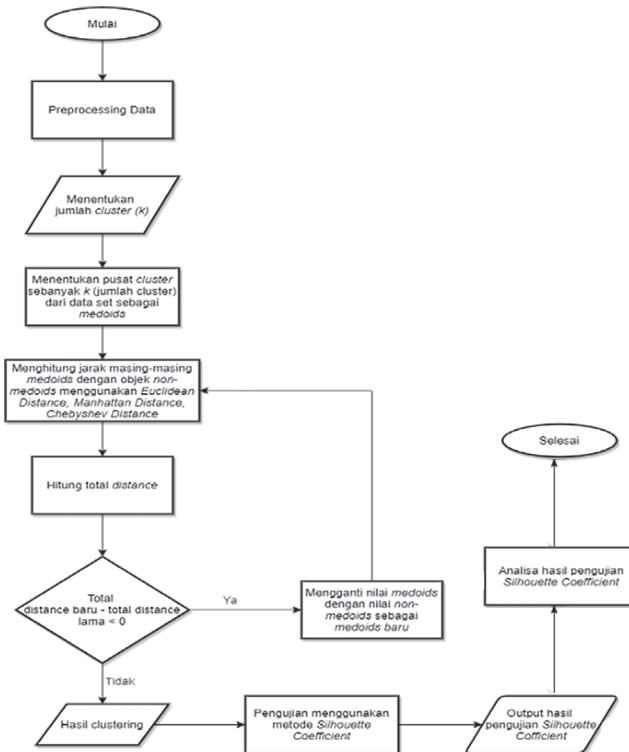 Mulai
Preprocessing Data
Menentukan
jumlah cluster (k)
Menentukan pusat cluster
sebanyak k (jumlah cluster)
dari data set sebagai
medoids
Menghitung jarak masing-masing
medoids dengan objek non-
medoids menggunakan Euclidean
Distance, Manhattan Distance,
Chebyshev Distance
Hitung total distance
Total
distance baru - total distance
lama < 0
Ya
Mengganti nilai medoids
dengan nilai non-
medoids sebagai
medoids baru
Tidak
Hasil clustering
Pengujian menggunakan
metode Silhouette
Coefficient
Output hasil
pengujian Silhouette
Cofficient
Analisa hasil pengujian
Silhouette Coefficient
Selesai